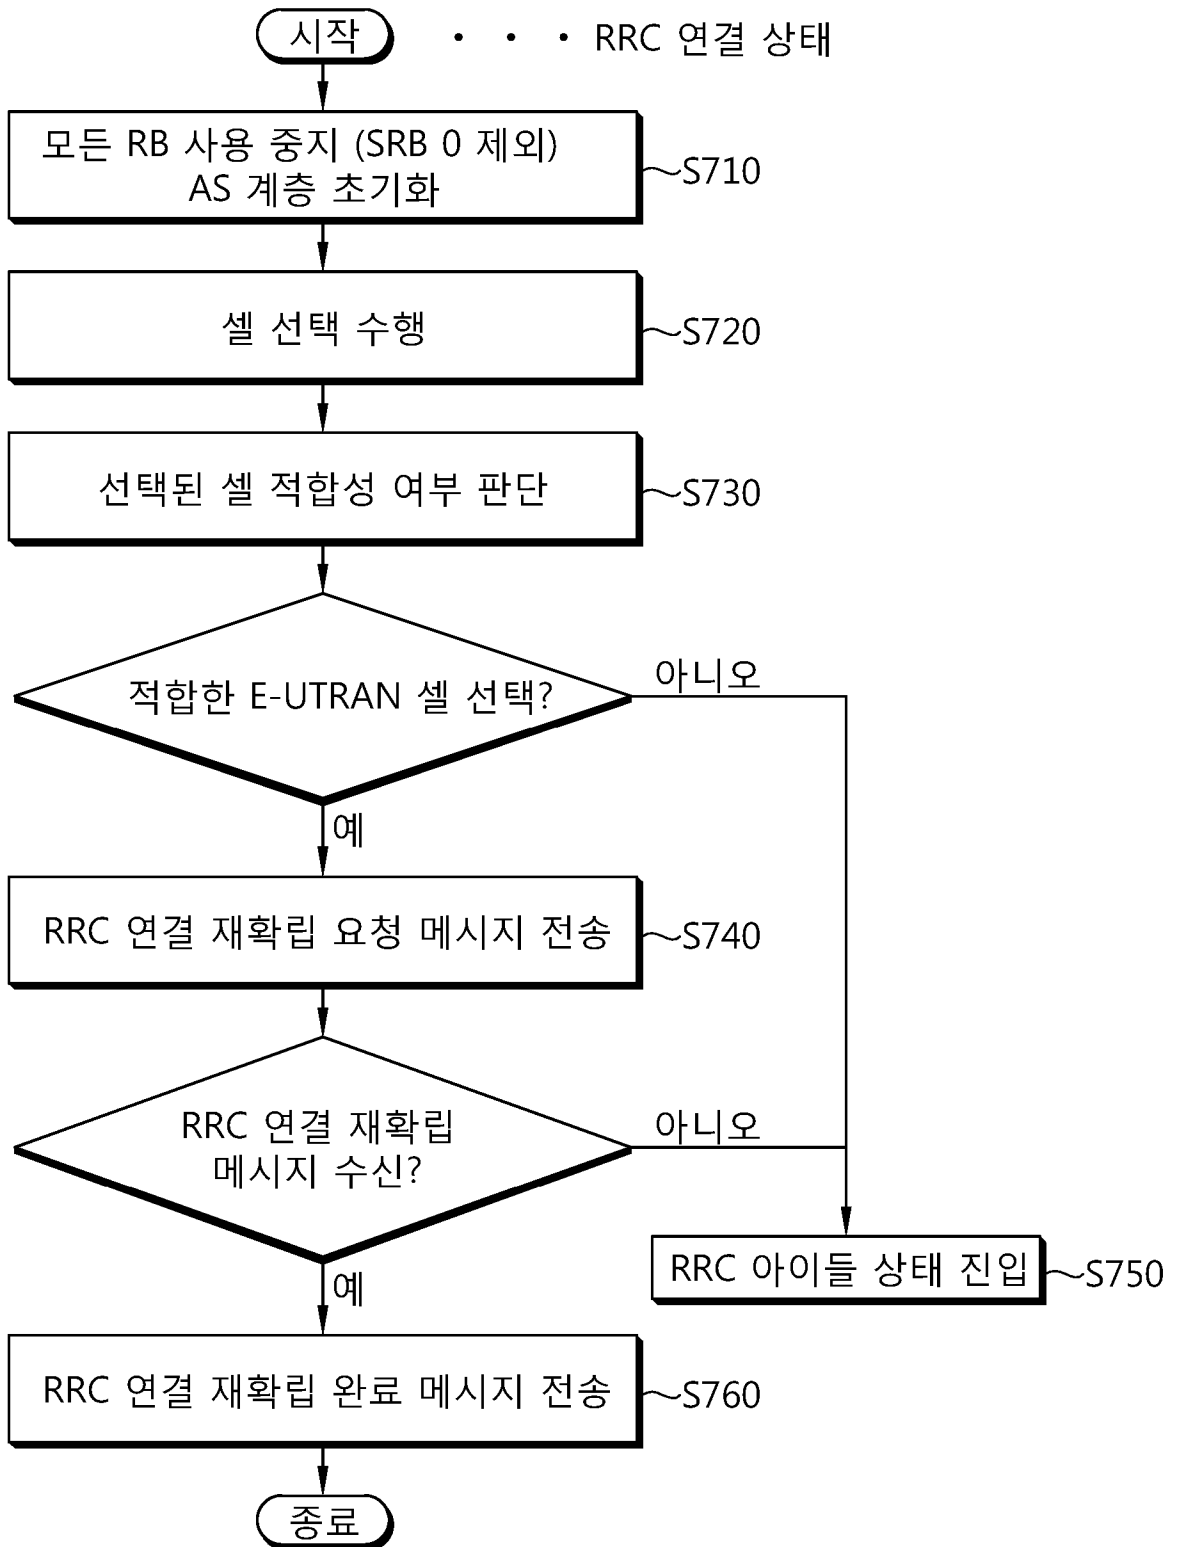 시작 · · · RRC 연결 상태
모든 RB 사용 중지 (SRB 0 제외)
AS 계층 초기화
S710
셀 선택 수행
S720
선택된 셀 적합성 여부 판단
S730
적합한 E-UTRAN 셀 선택?
아니오
예
RRC 연결 재확립 요청 메시지 전송
S740
RRC 연결 재확립
메시지 수신?
아니오
RRC 아이들 상태 진입
S750
예
RRC 연결 재확립 완료 메시지 전송
S760
종료